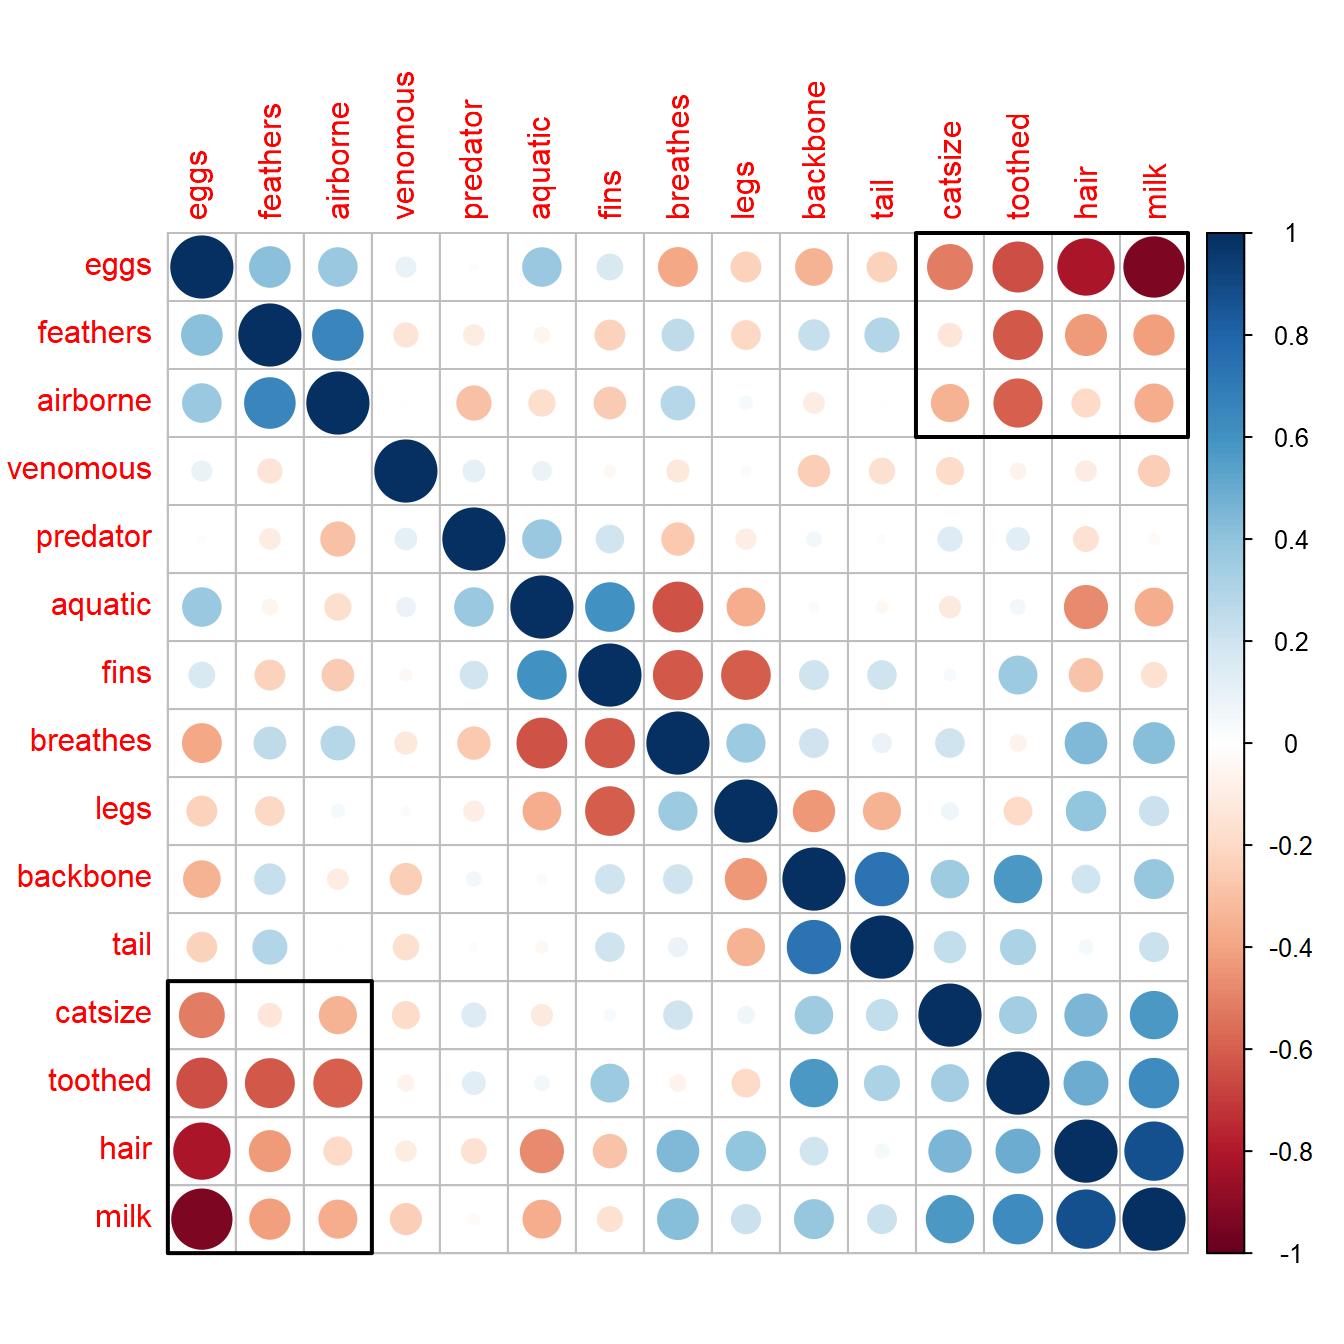 eggs
feathers
airborne
venomous
predator
aquatic
fins
breathes
legs
backbone
tail
catsize
toothed
hair
milk
eggs
feathers
airborne
venomous
predator
aquatic
fins
breathes
legs
backbone
tail
catsize
toothed
hair
milk
1
0.8
0.6
0.4
0.2
0
-0.2
-0.4
-0.6
-0.8
-1